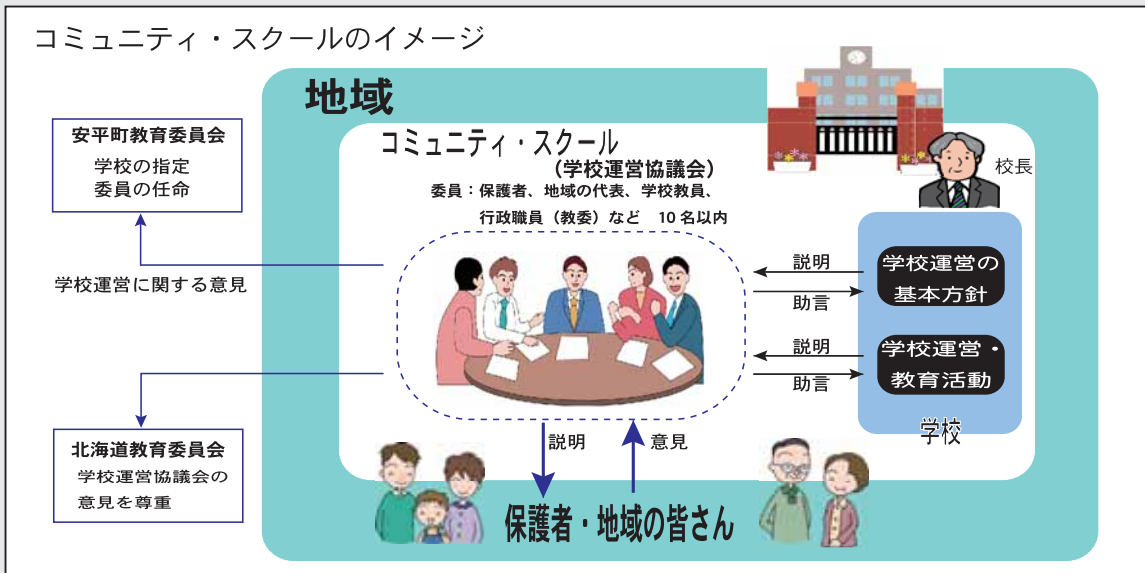 コミュニティ・スクールのイメージ
地域
安平町教育委員会
学校の指定
委員の任命
学校運営に関する意見
北海道教育委員会
学校運営協議会の
意見を尊重
コミュニティ・スクール
(学校運営協議会)
委員：保護者、地域の代表、学校教員、
行政職員（教委）など 10名以内
校長
説明
助言
学校運営の
基本方針
説明
助言
学校運営・
教育活動
学校
説明
意見
保護者・地域の皆さん